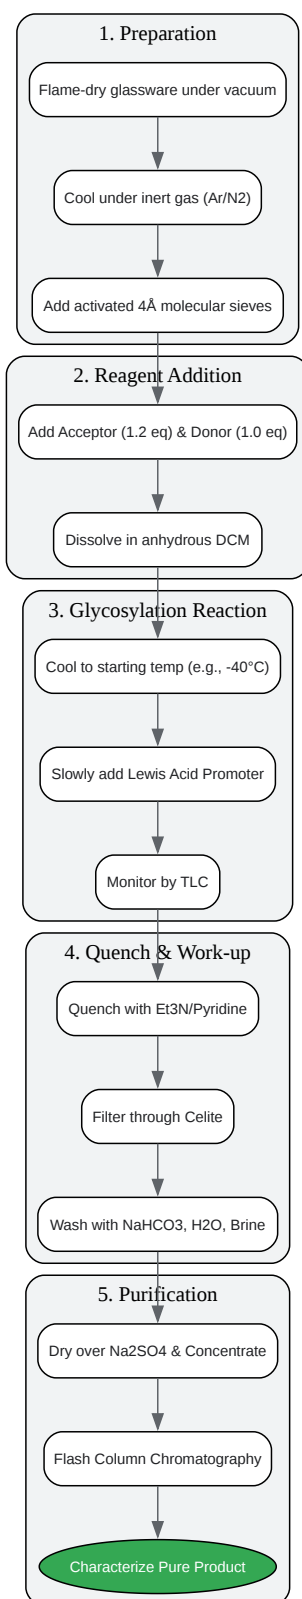 1. Preparation
Flame-dry glassware under vacuum
Cool under inert gas (Ar/N2)
Add activated 4Å molecular sieves
2. Reagent Addition
Add Acceptor (1.2 eq) & Donor (1.0 eq)
Dissolve in anhydrous DCM
3. Glycosylation Reaction
Cool to starting temp (e.g., -40°C)
Slowly add Lewis Acid Promoter
Monitor by TLC
4. Quench & Work-up
Quench with Et3N/Pyridine
Filter through Celite
Wash with NaHCO3, H2O, Brine
5. Purification
Dry over Na2SO4 & Concentrate
Flash Column Chromatography
Characterize Pure Product